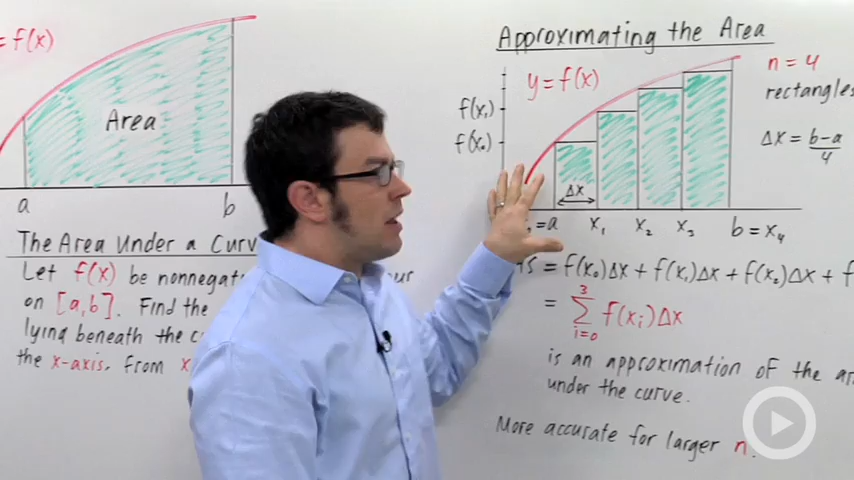 = f(x)
Area
a b
The Area Under a Curve
Let f(x) be nonnegat our
on [a,b]. Find the
lying beneath the c
the x-axis, from x
Approximating the Area
y = f(x)
n = 4
rectangles
f(x₁)
f(x₀)
Δx = b-a/4
Δx
= a x₁ x₂ x₃ b = x₄
= f(x₀)Δx + f(x₁)Δx + f(x₂)Δx + f
= 3 Σ i=0 f(xᵢ)Δx
is an approximation of the ar
under the curve.
More accurate for larger n.